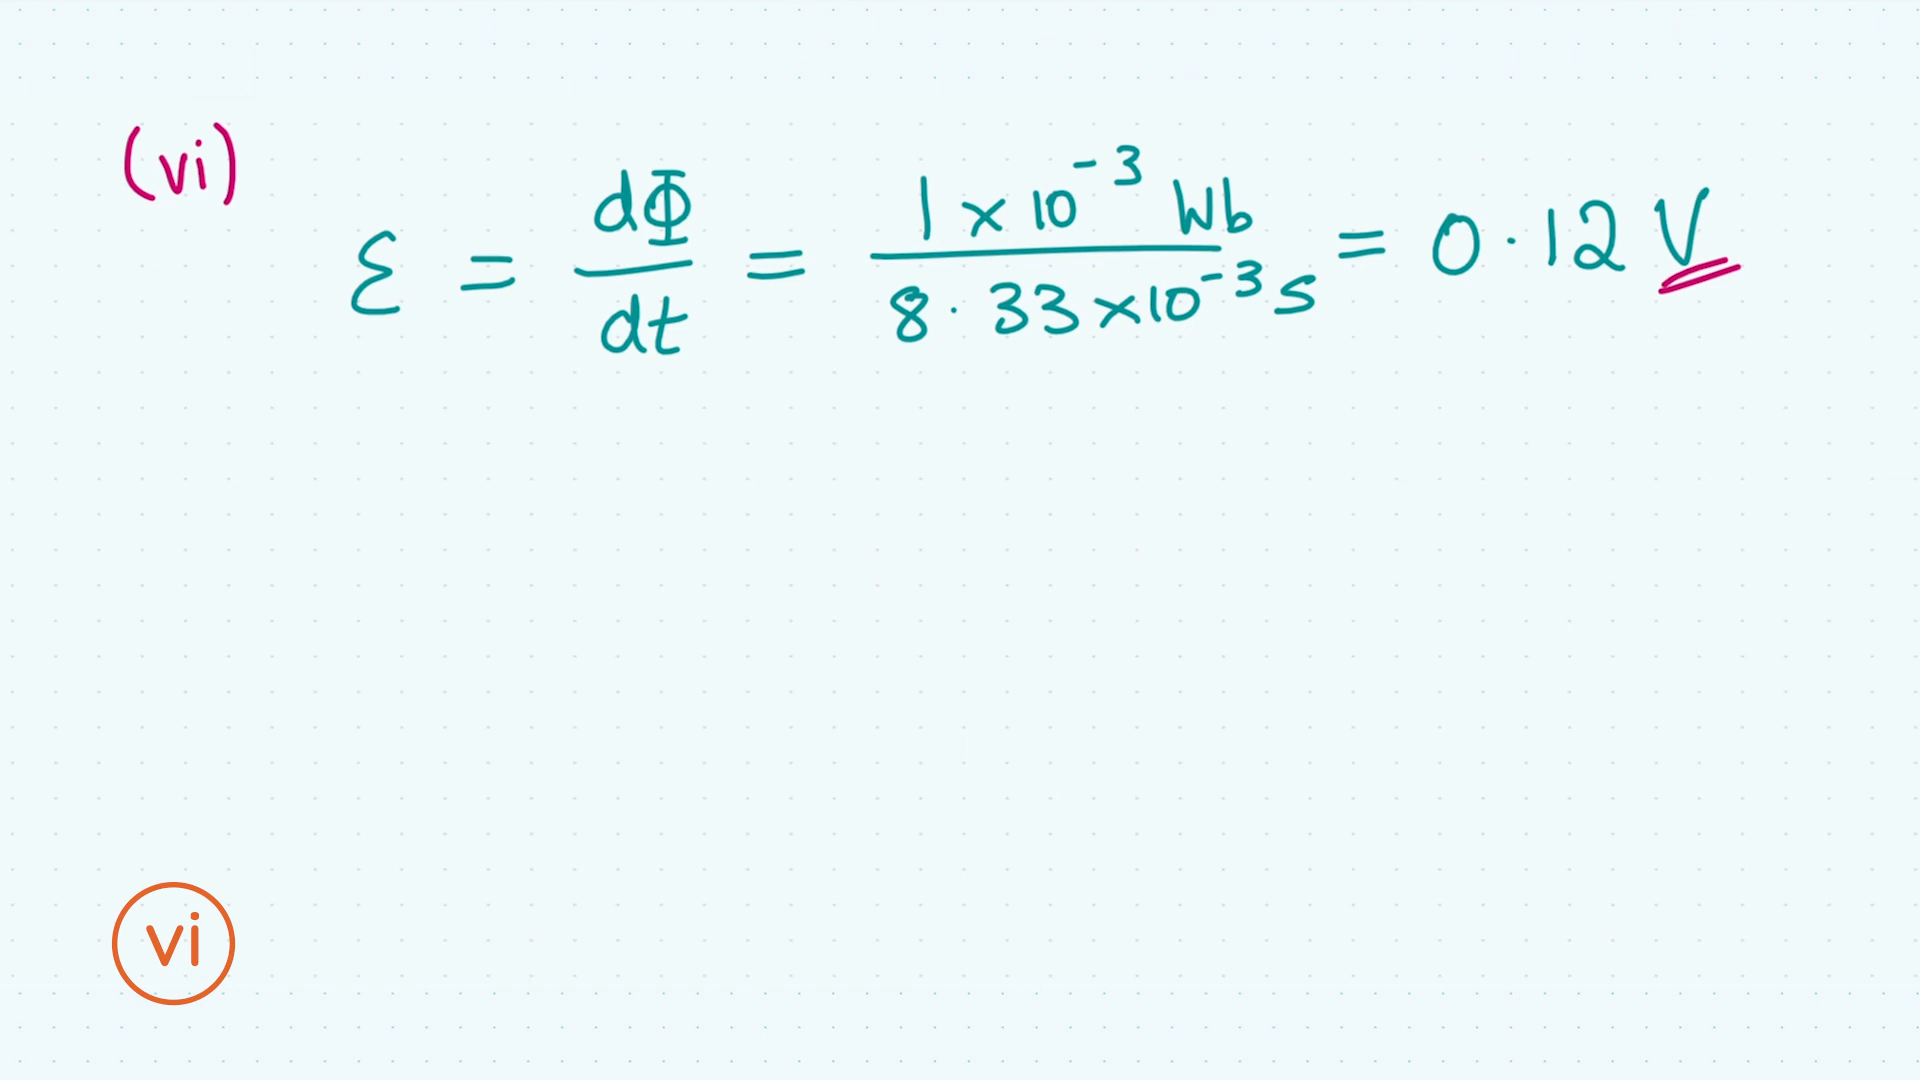 (vi)
ε = dΦ/dt = 1 × 10⁻³ Wb / 8·33 × 10⁻³ s = 0·12 V
vi